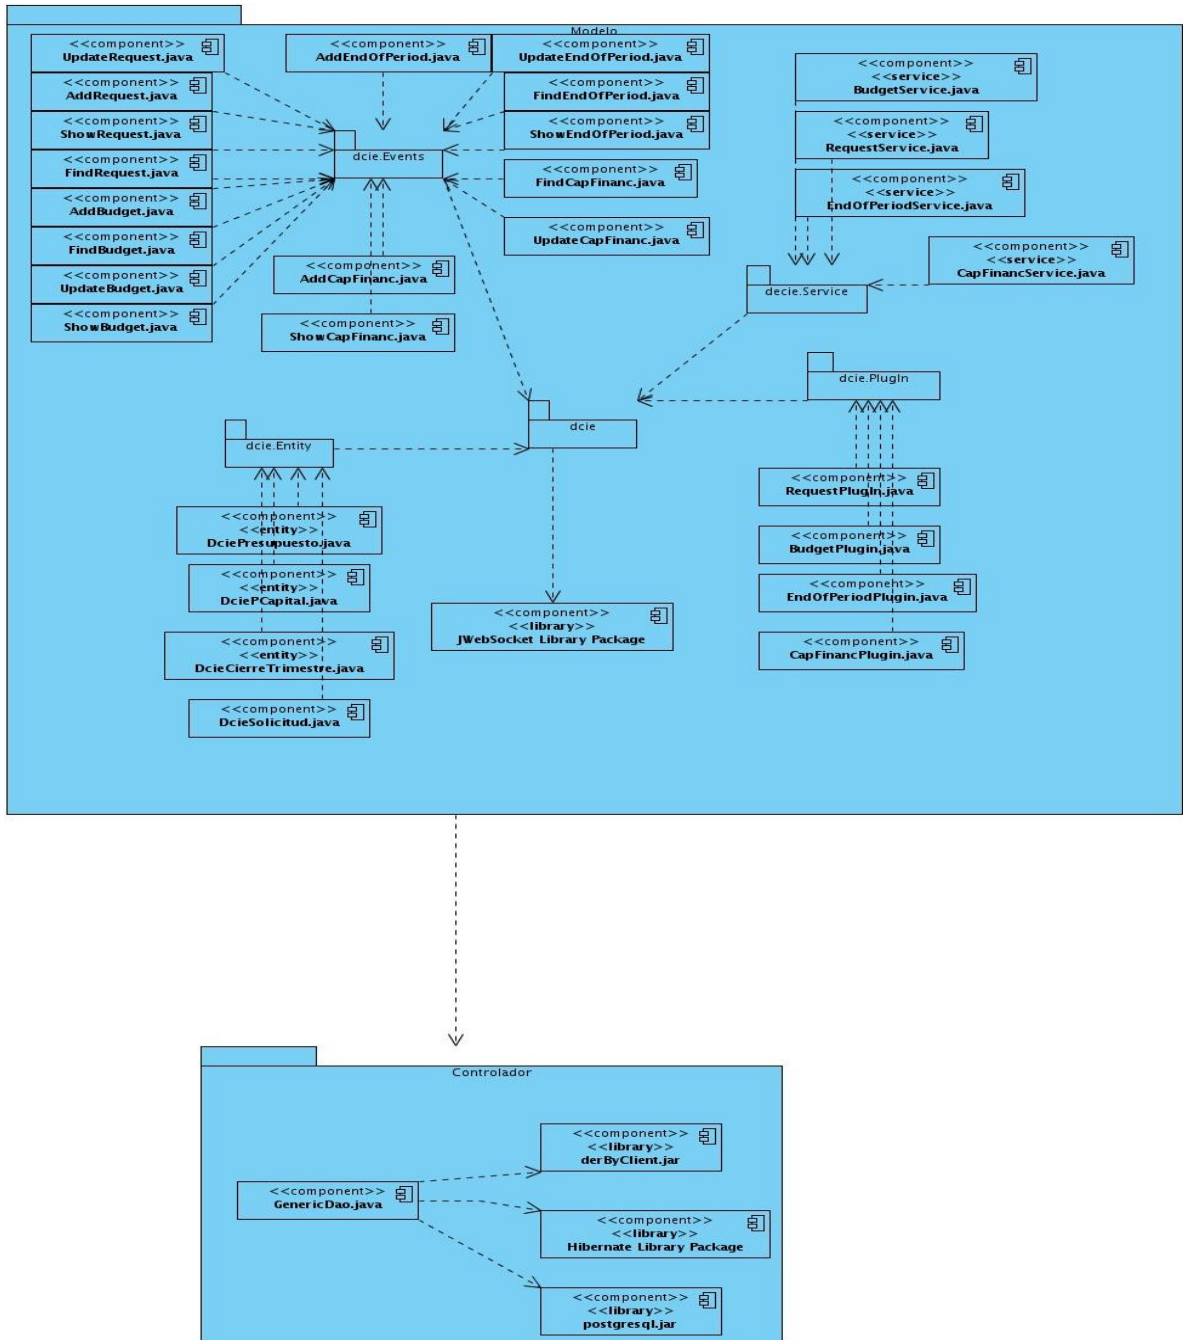 Modelo
<<component>>
UpdateRequest.java
<<component>>
AddRequest.java
<<component>>
ShowRequest.java
<<component>>
FindRequest.java
<<component>>
AddBudget.java
<<component>>
FindBudget.java
<<component>>
UpdateBudget.java
<<component>>
ShowBudget.java
<<component>>
AddEndOfPeriod.java
dcie.Events
<<component>>
AddCapFinanc.java
<<component>>
ShowCapFinanc.java
<<component>>
UpdateEndOfPeriod.java
<<component>>
FindEndOfPeriod.java
<<component>>
ShowEndOfPeriod.java
<<component>>
FindCapFinanc.java
<<component>>
UpdateCapFinanc.java
<<component>>
<<service>>
BudgetService.java
<<component>>
<<service>>
RequestService.java
<<component>>
<<service>>
EndOfPeriodService.java
<<component>>
<<service>>
CapFinancService.java
decie.Service
dcie.PlugIn
dcie
dcie.Entity
<<component>>
<<entity>>
DciePresupuesto.java
<<component>>
<<entity>>
DciePCapital.java
<<component>>
<<entity>>
DcieCierreTrimestre.java
<<component>>
DcieSolicitud.java
<<component>>
<<library>>
JWebSocket Library Package
<<component>>
RequestPlugIn.java
<<component>>
BudgetPlugin.java
<<component>>
EndOfPeriodPlugin.java
<<component>>
CapFinancPlugin.java
Controlador
<<component>>
GenericDao.java
<<component>>
<<library>>
derByClient.jar
<<component>>
<<library>>
Hibernate Library Package
<<component>>
<<library>>
postgresql.jar